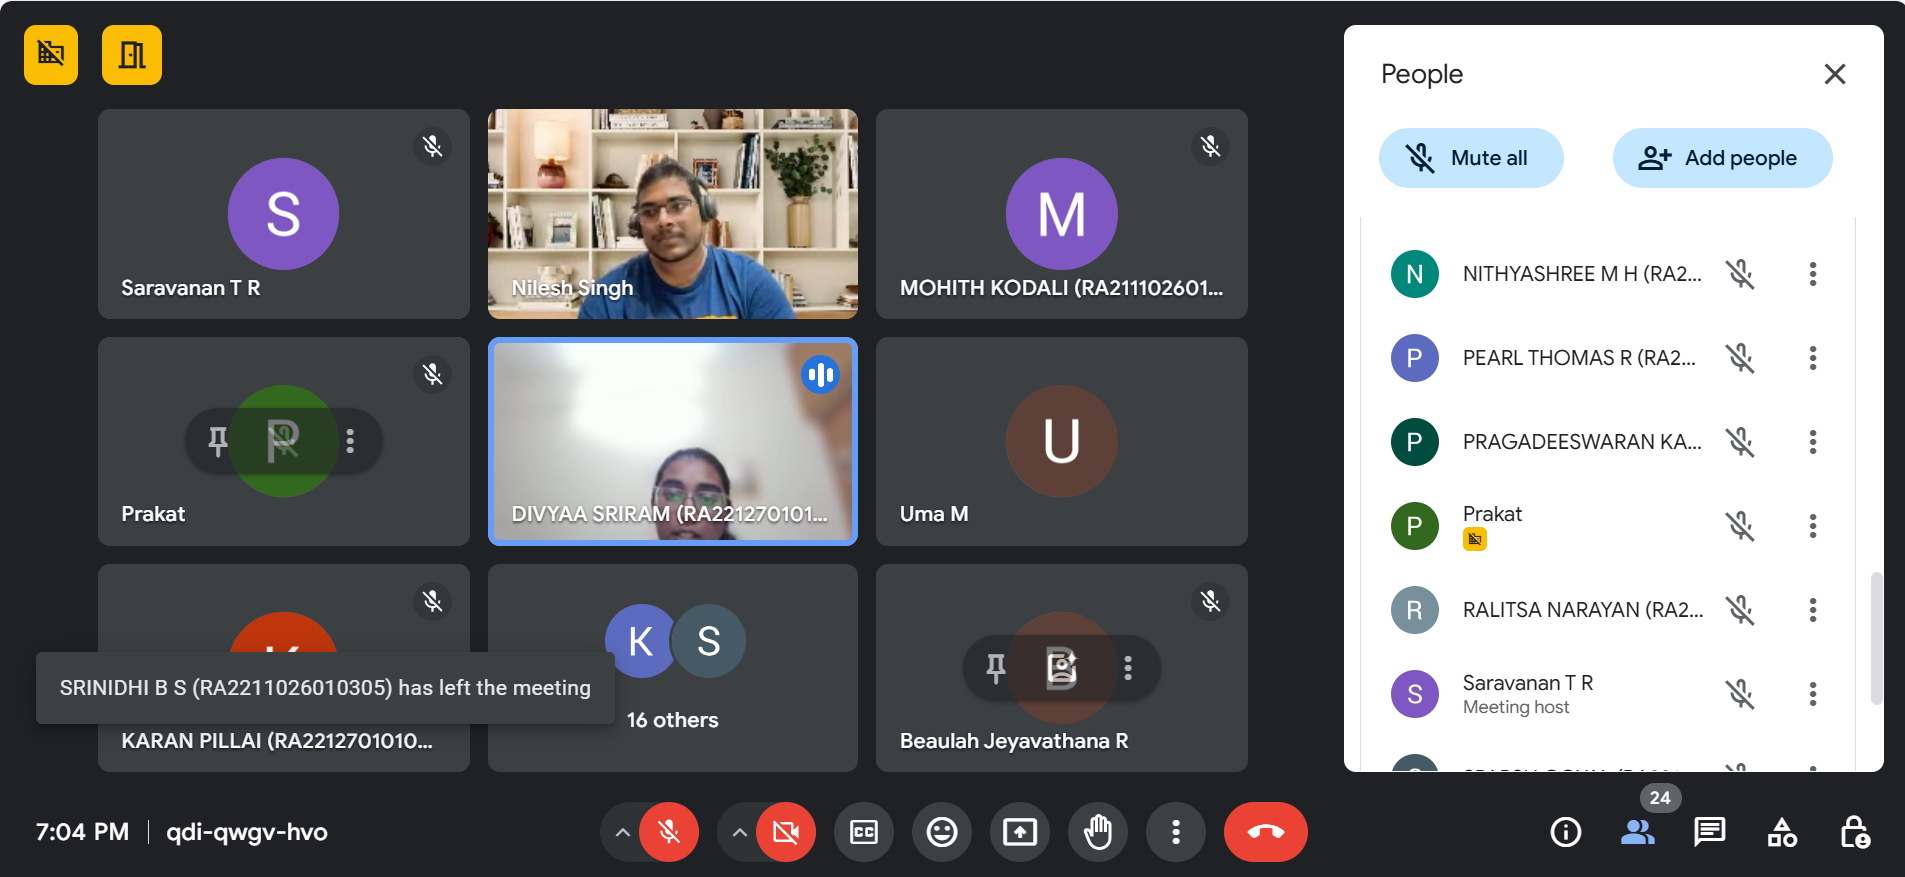 S
Saravanan T R
Nilesh Singh
M
MOHITH KODALI (RA211102601...
P
Prakat
DIVYAA SRIRAM (RA221270101...
U
Uma M
KARAN PILLAI (RA2212701010...
K S
16 others
B
Beaulah Jeyavathana R
SRINIDHI B S (RA2211026010305) has left the meeting
People
Mute all
Add people
N NITHYASHREE M H (RA2...
P PEARL THOMAS R (RA2...
P PRAGADEESWARAN KA...
P Prakat
R RALITSA NARAYAN (RA2...
S Saravanan T R
Meeting host
7:04 PM | qdi-qwgv-hvo
CC
24